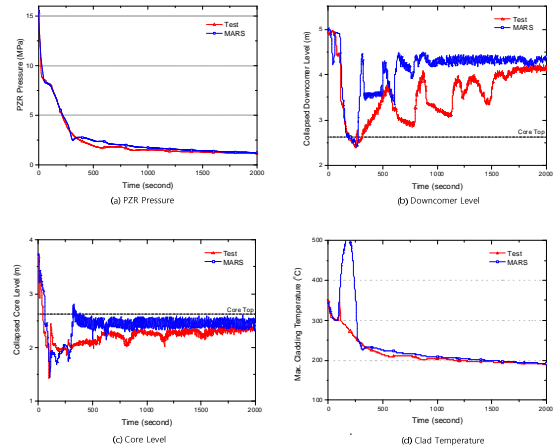 Test
MARS
PZR Pressure (MPa)
15
10
5
0
0 500 1000 1500 2000
Time (second)
(a) PZR Pressure
Test
MARS
Collapsed Downcomer Level (m)
5
4
3
2
Core Top
0 500 1000 1500 2000
Time (second)
(b) Downcomer Level
Test
MARS
Collapsed Core Level (m)
4
3
2
1
Core Top
0 500 1000 1500 2000
Time (second)
(c) Core Level
Test
MARS
Max. Cladding Temperature (°C)
500
400
300
200
100
0 500 1000 1500 2000
Time (second)
(d) Clad Temperature